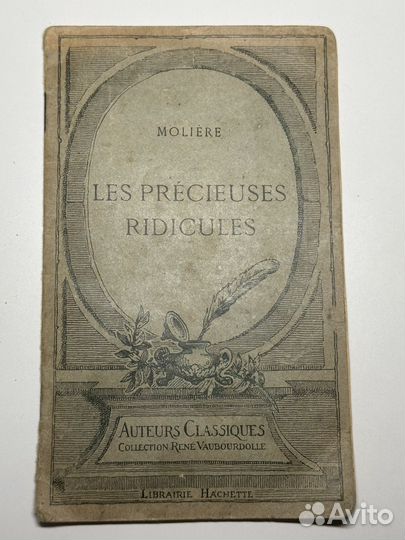 MOLIÈRE
LES PRÉCIEUSES
RIDICULES
AUTEURS CLASSIQUES
COLLECTION RENÉ VAUBOURDOLLE
LIBRAIRIE HACHETTE
Avito